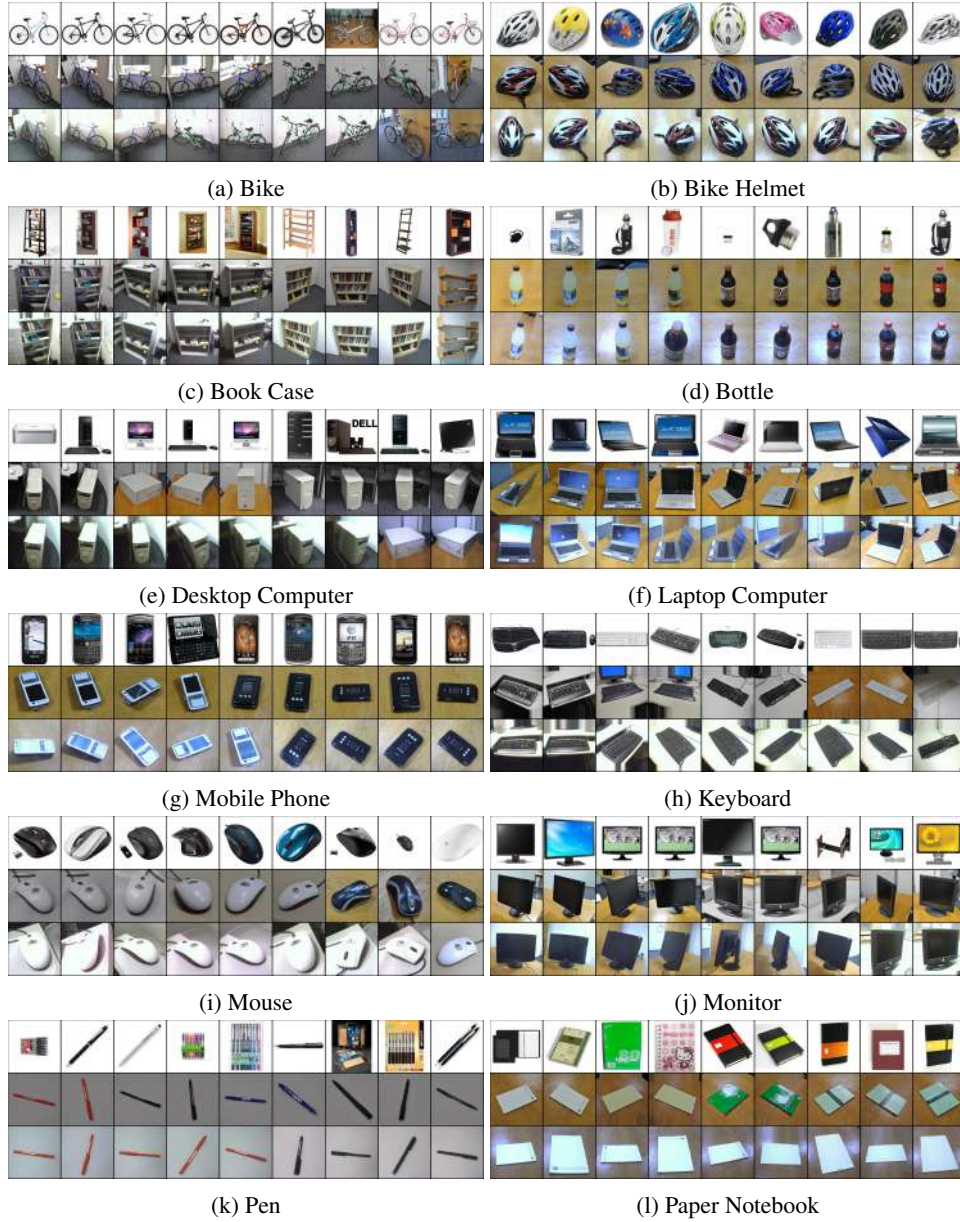 (a) Bike
(b) Bike Helmet
(c) Book Case
(d) Bottle
DELL
(e) Desktop Computer
(f) Laptop Computer
(g) Mobile Phone
(h) Keyboard
(i) Mouse
(j) Monitor
(k) Pen
(l) Paper Notebook